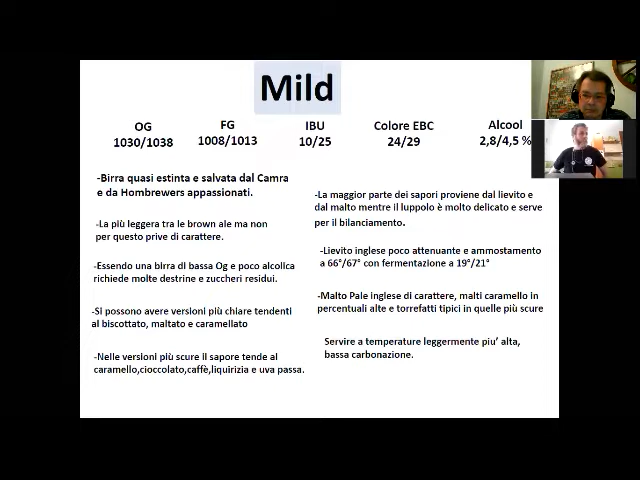 Mild
OG
1030/1038
FG
1008/1013
IBU
10/25
Colore EBC
24/29
Alcool
2,8/4,5 %
-Birra quasi estinta e salvata dal Camra
e da Hombrewers appassionati.
-La più leggera tra le brown ale ma non
per questo prive di carattere.
-Essendo una birra di bassa Og e poco alcolica
richiede molte destrine e zuccheri residui.
-Si possono avere versioni più chiare tendenti
al biscottato, maltato e caramellato
-Nelle versioni più scure il sapore tende al
caramello,cioccolato,caffè,liquirizia e uva passa.
-La maggior parte dei sapori proviene dal lievito e
dal malto mentre il luppolo è molto delicato e serve
per il bilanciamento.
-Lievito inglese poco attenuante e ammostamento
a 66°/67° con fermentazione a 19°/21°
-Malto Pale inglese di carattere, malti caramello in
percentuali alte e torrefatti tipici in quelle più scure
Servire a temperature leggermente piu' alta,
bassa carbonazione.